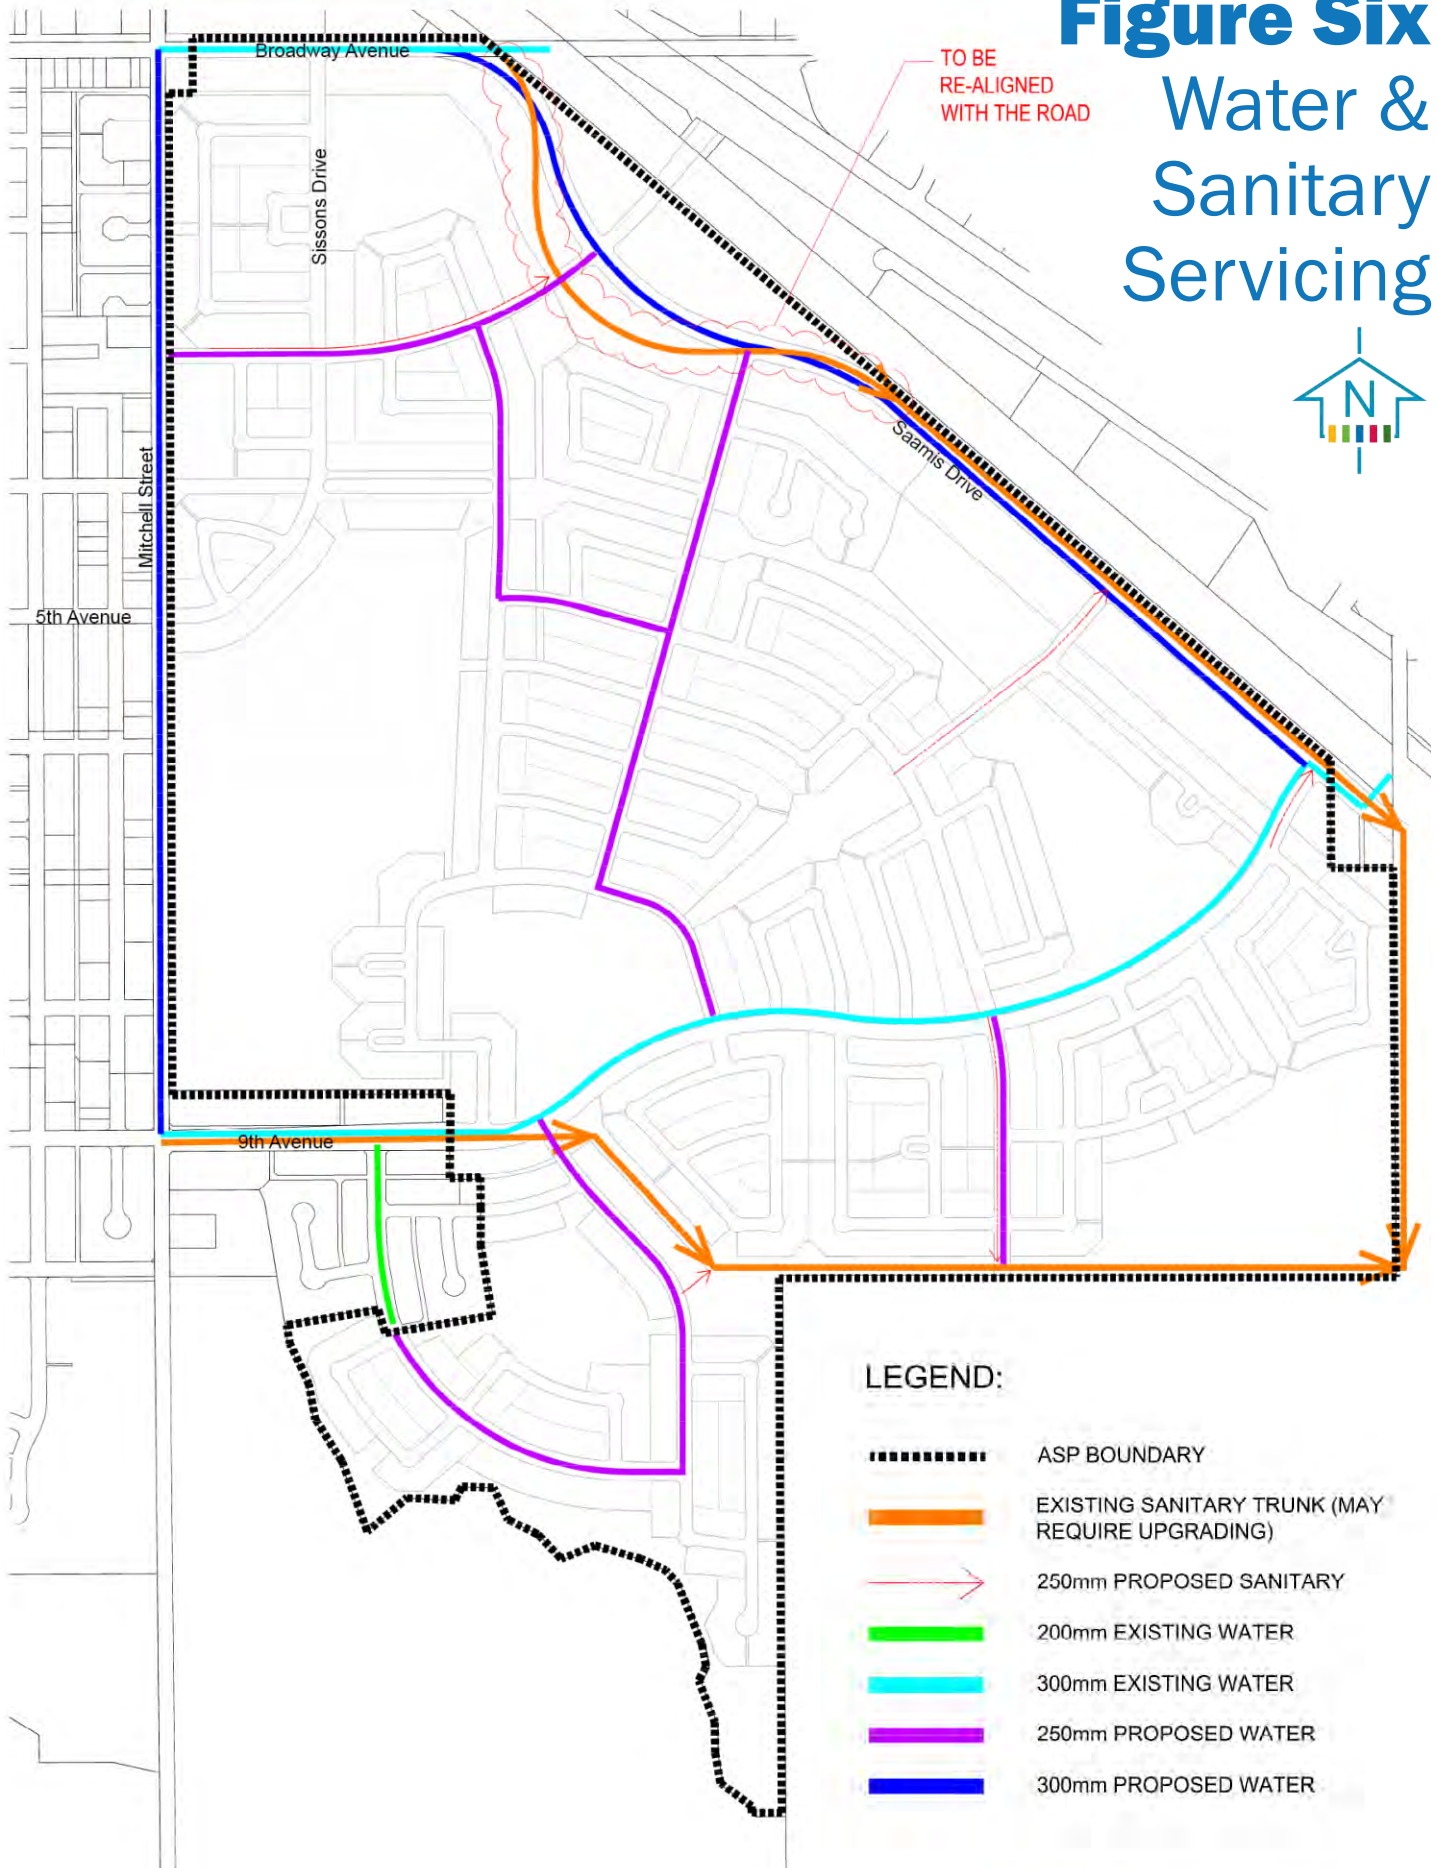 Figure Six
Water &
Sanitary
Servicing
N
TO BE
RE-ALIGNED
WITH THE ROAD
Broadway Avenue
Sissons Drive
Mitchell Street
Saamis Drive
5th Avenue
9th Avenue
LEGEND:
ASP BOUNDARY
EXISTING SANITARY TRUNK (MAY
REQUIRE UPGRADING)
250mm PROPOSED SANITARY
200mm EXISTING WATER
300mm EXISTING WATER
250mm PROPOSED WATER
300mm PROPOSED WATER